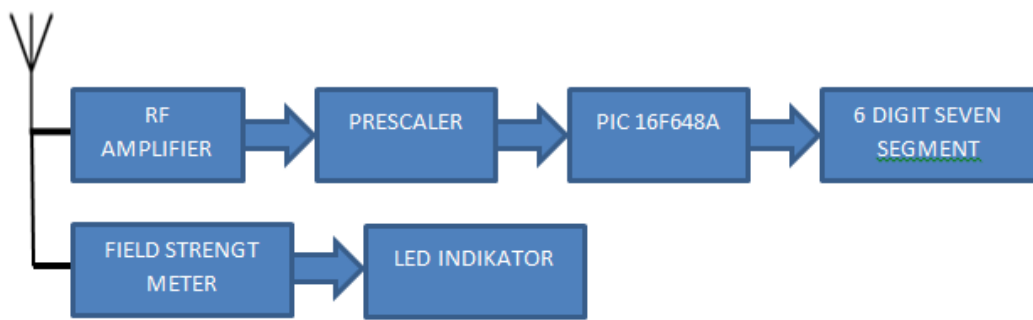 RF
AMPLIFIER
PRESCALER
PIC 16F648A
6 DIGIT SEVEN
SEGMENT
FIELD STRENGT
METER
LED INDIKATOR